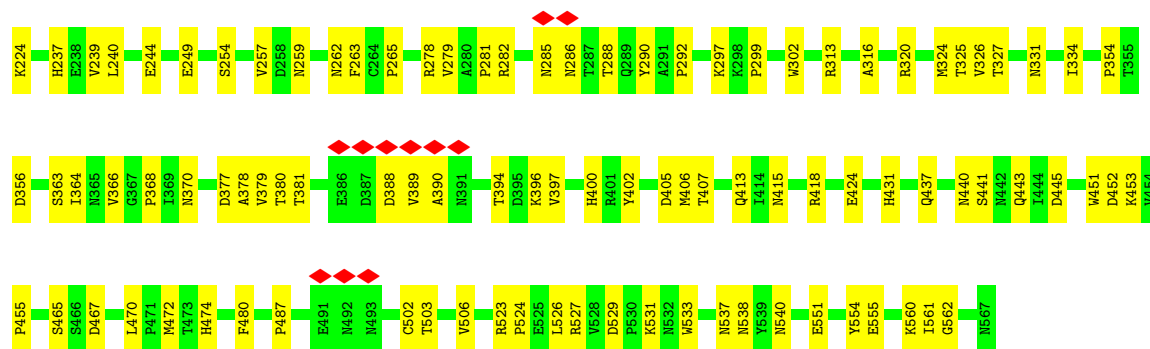 K224 H237 E238 V239 L240 E244 E249 S254 V257 D258 N259 N262 F263 C264 P265 R278 V279 A280 P281 R282 N285 N286 T287 T288 Q289 Y290 A291 P292 K297 K298 P299 W302 R313 A316 R320 M324 T325 V326 T327 N331 I334 P354 T355
D356 S363 I364 N365 V366 G367 P368 I369 N370 D377 A378 V379 T380 T381 E386 D387 D388 V389 A390 N391 T394 D395 K396 V397 H400 R401 Y402 D405 M406 T407 Q413 I414 N415 R418 E424 H431 Q437 N440 S441 N442 Q443 I444 D445 W451 D452 K453 V454
P455 S465 S466 D467 L470 P471 M472 T473 H474 F480 P487 E491 N492 N493 C502 T503 V506 R523 P524 E525 L526 R527 V528 D529 P530 K531 N532 W533 N537 N538 Y539 N540 E551 Y554 E555 K560 I561 G562 N567